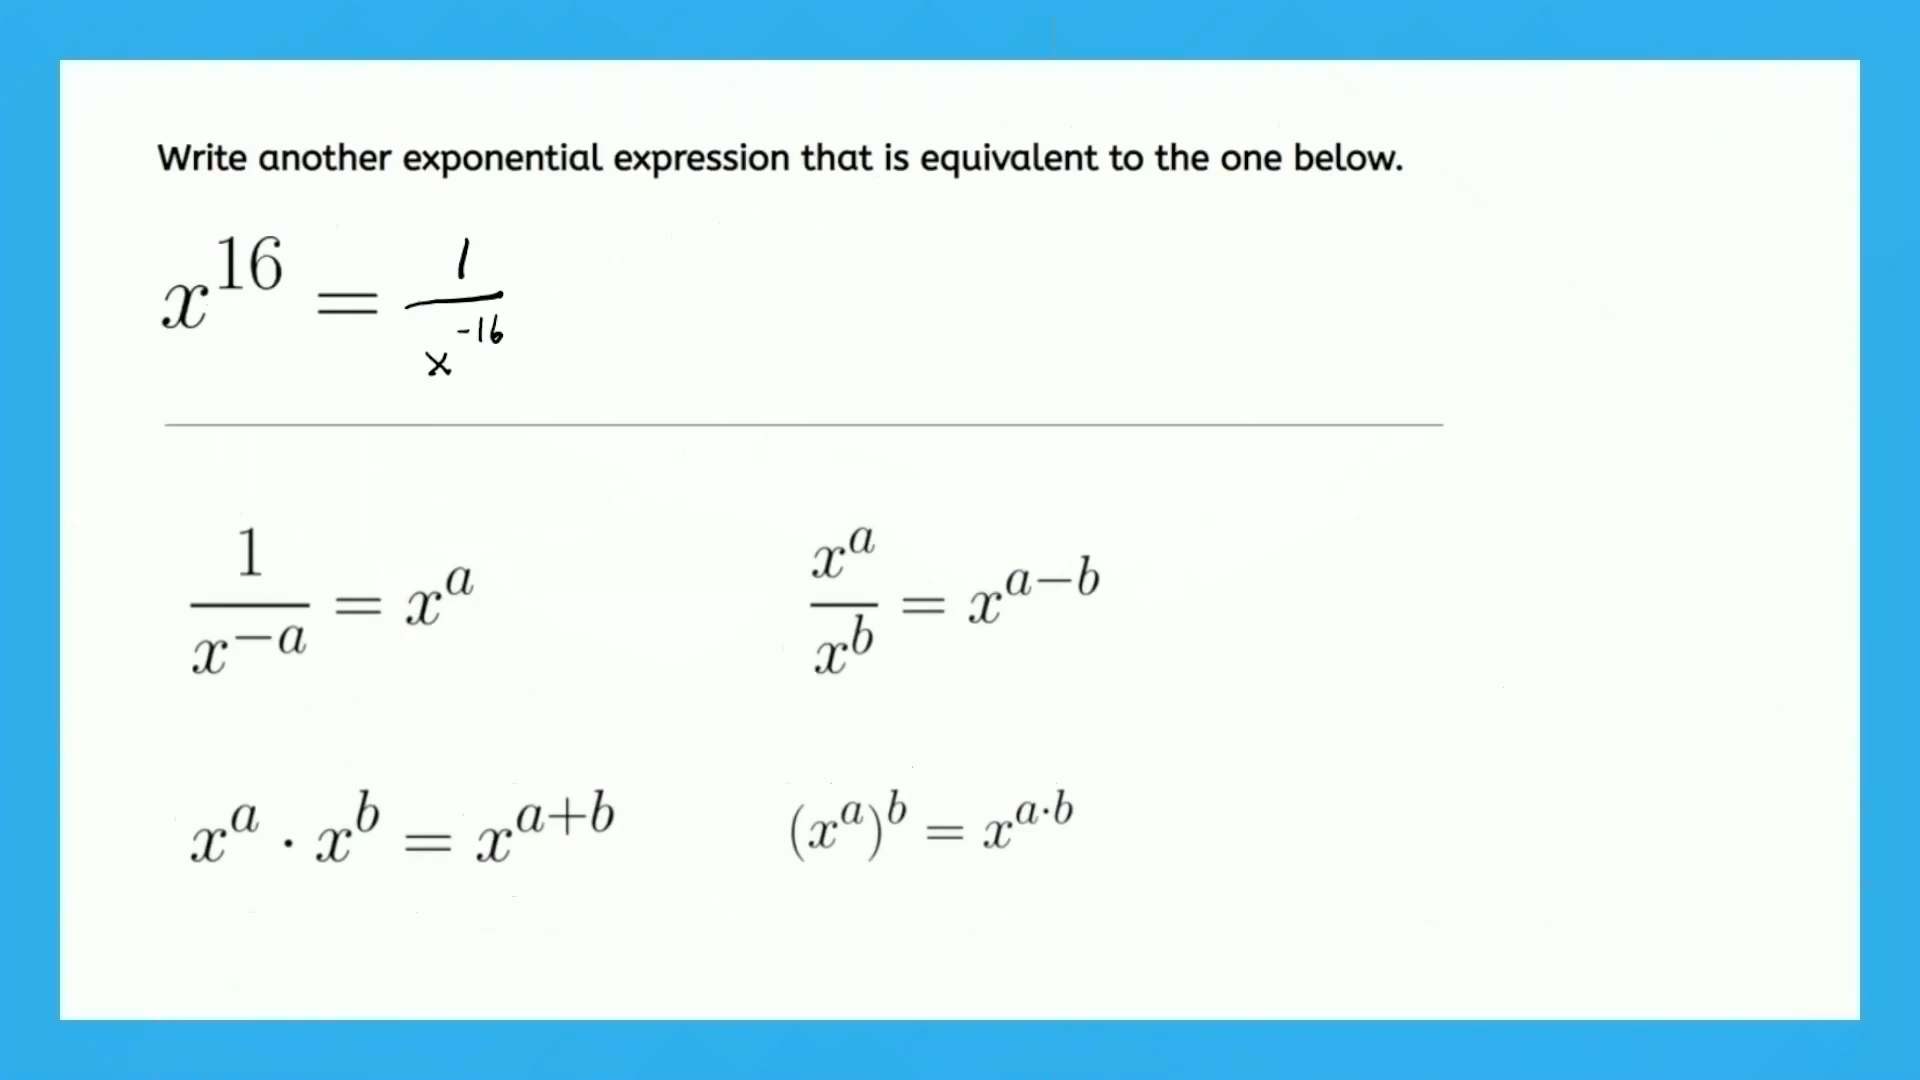 Write another exponential expression that is equivalent to the one below.
x^16 = 1/x^-16
1/x^-a = x^a
x^a/x^b = x^a-b
x^a · x^b = x^a+b
(x^a)^b = x^a·b